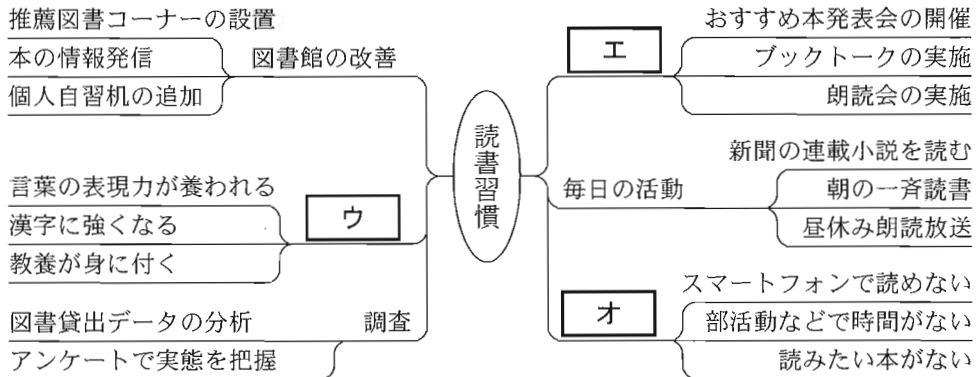 推薦図書コーナーの設置
本の情報発信
個人自習机の追加
図書館の改善
言葉の表現力が養われる
漢字に強くなる
教養が身に付く
ウ
図書貸出データの分析
アンケートで実態を把握
調査
読書習慣
エ
おすすめ本発表会の開催
ブックトークの実施
朗読会の実施
毎日の活動
新聞の連載小説を読む
朝の一斉読書
昼休み朗読放送
オ
スマートフォンで読めない
部活動などで時間がない
読みたい本がない